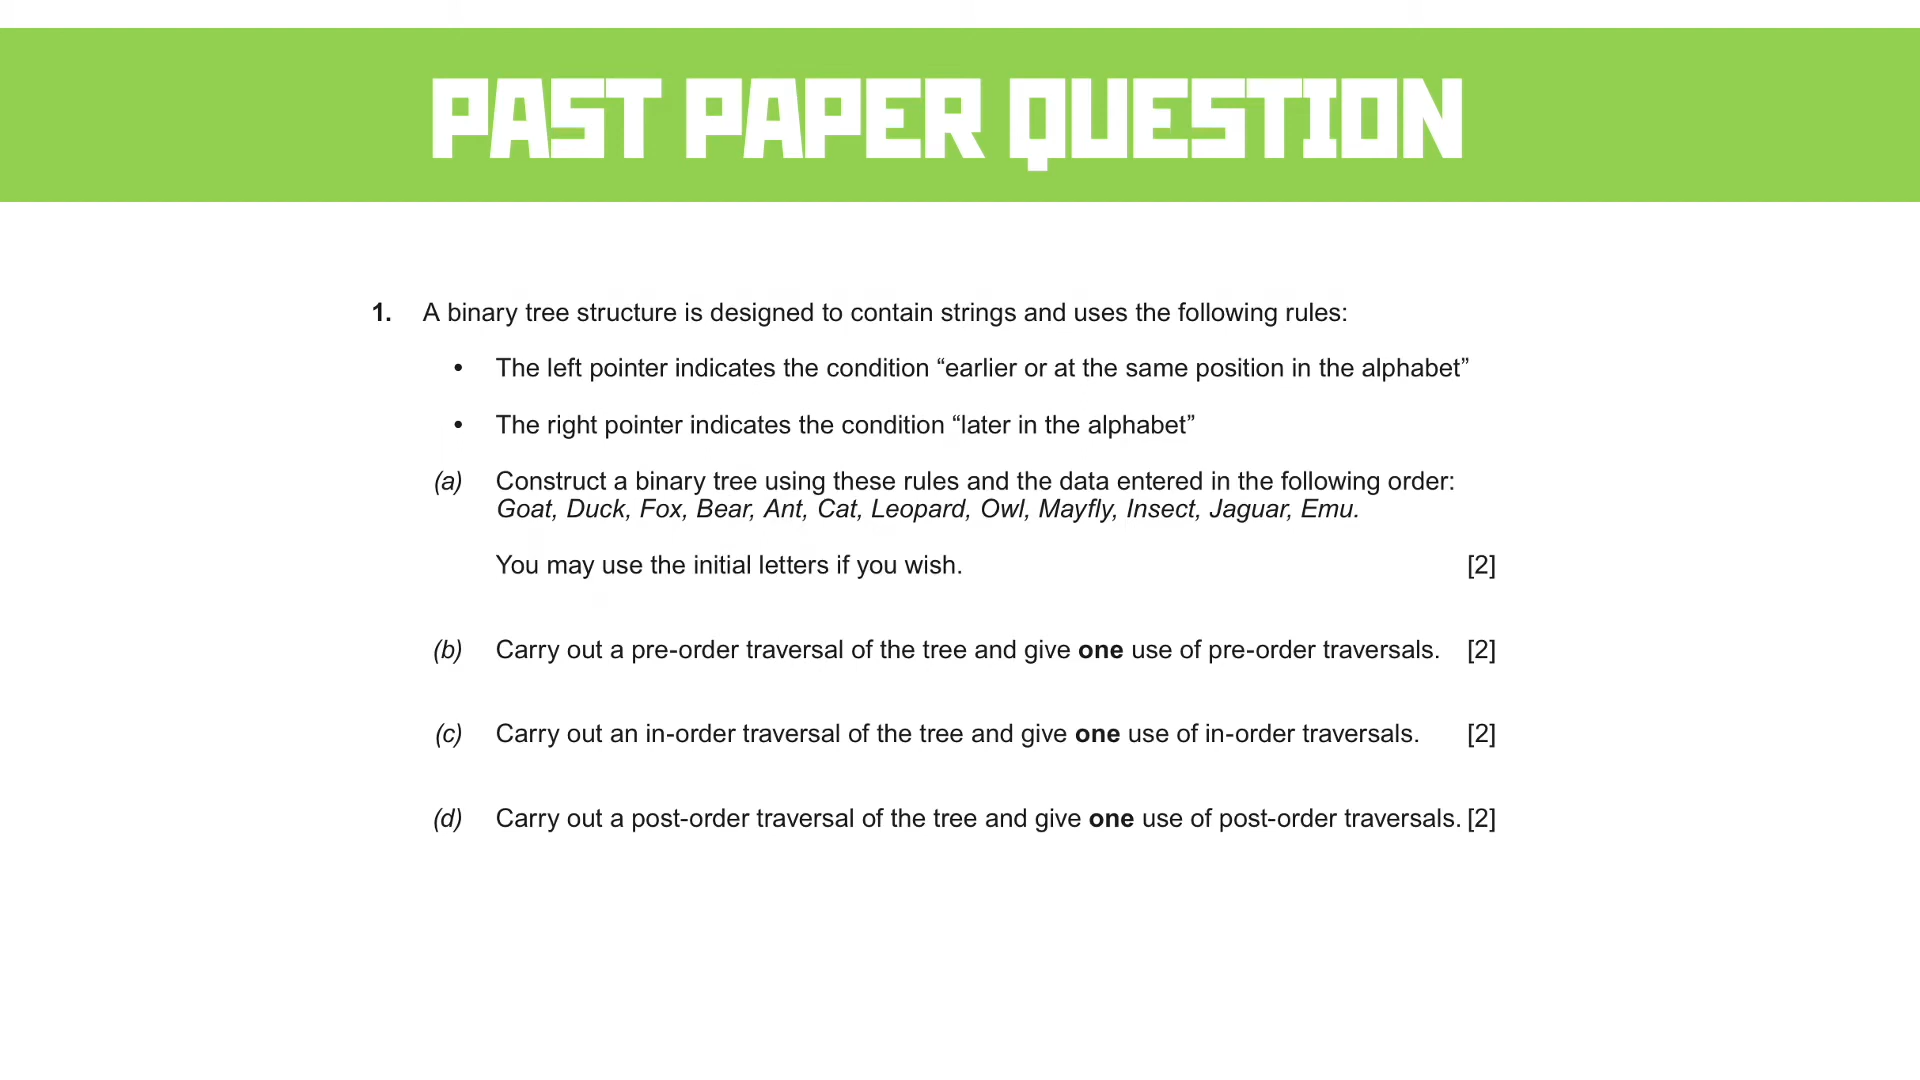 PAST PAPER QUESTION
1. A binary tree structure is designed to contain strings and uses the following rules:
• The left pointer indicates the condition “earlier or at the same position in the alphabet”
• The right pointer indicates the condition “later in the alphabet”
(a) Construct a binary tree using these rules and the data entered in the following order:
Goat, Duck, Fox, Bear, Ant, Cat, Leopard, Owl, Mayfly, Insect, Jaguar, Emu.
You may use the initial letters if you wish. [2]
(b) Carry out a pre-order traversal of the tree and give one use of pre-order traversals. [2]
(c) Carry out an in-order traversal of the tree and give one use of in-order traversals. [2]
(d) Carry out a post-order traversal of the tree and give one use of post-order traversals. [2]